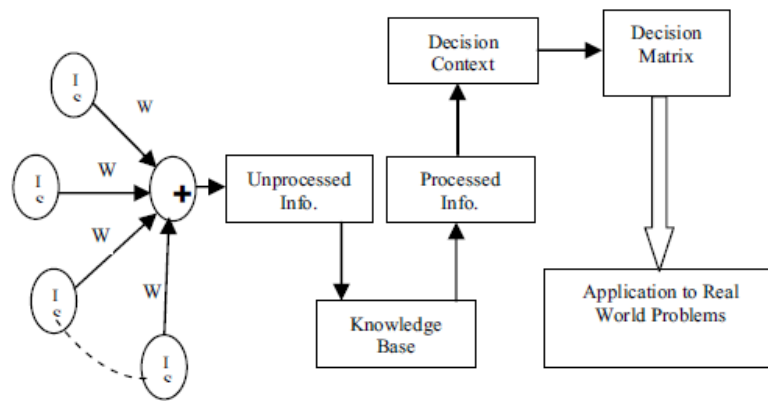 I
W
I
W
I
W
I
W
+
Unprocessed
Info.
Knowledge
Base
Processed
Info.
Decision
Context
Decision
Matrix
Application to Real
World Problems